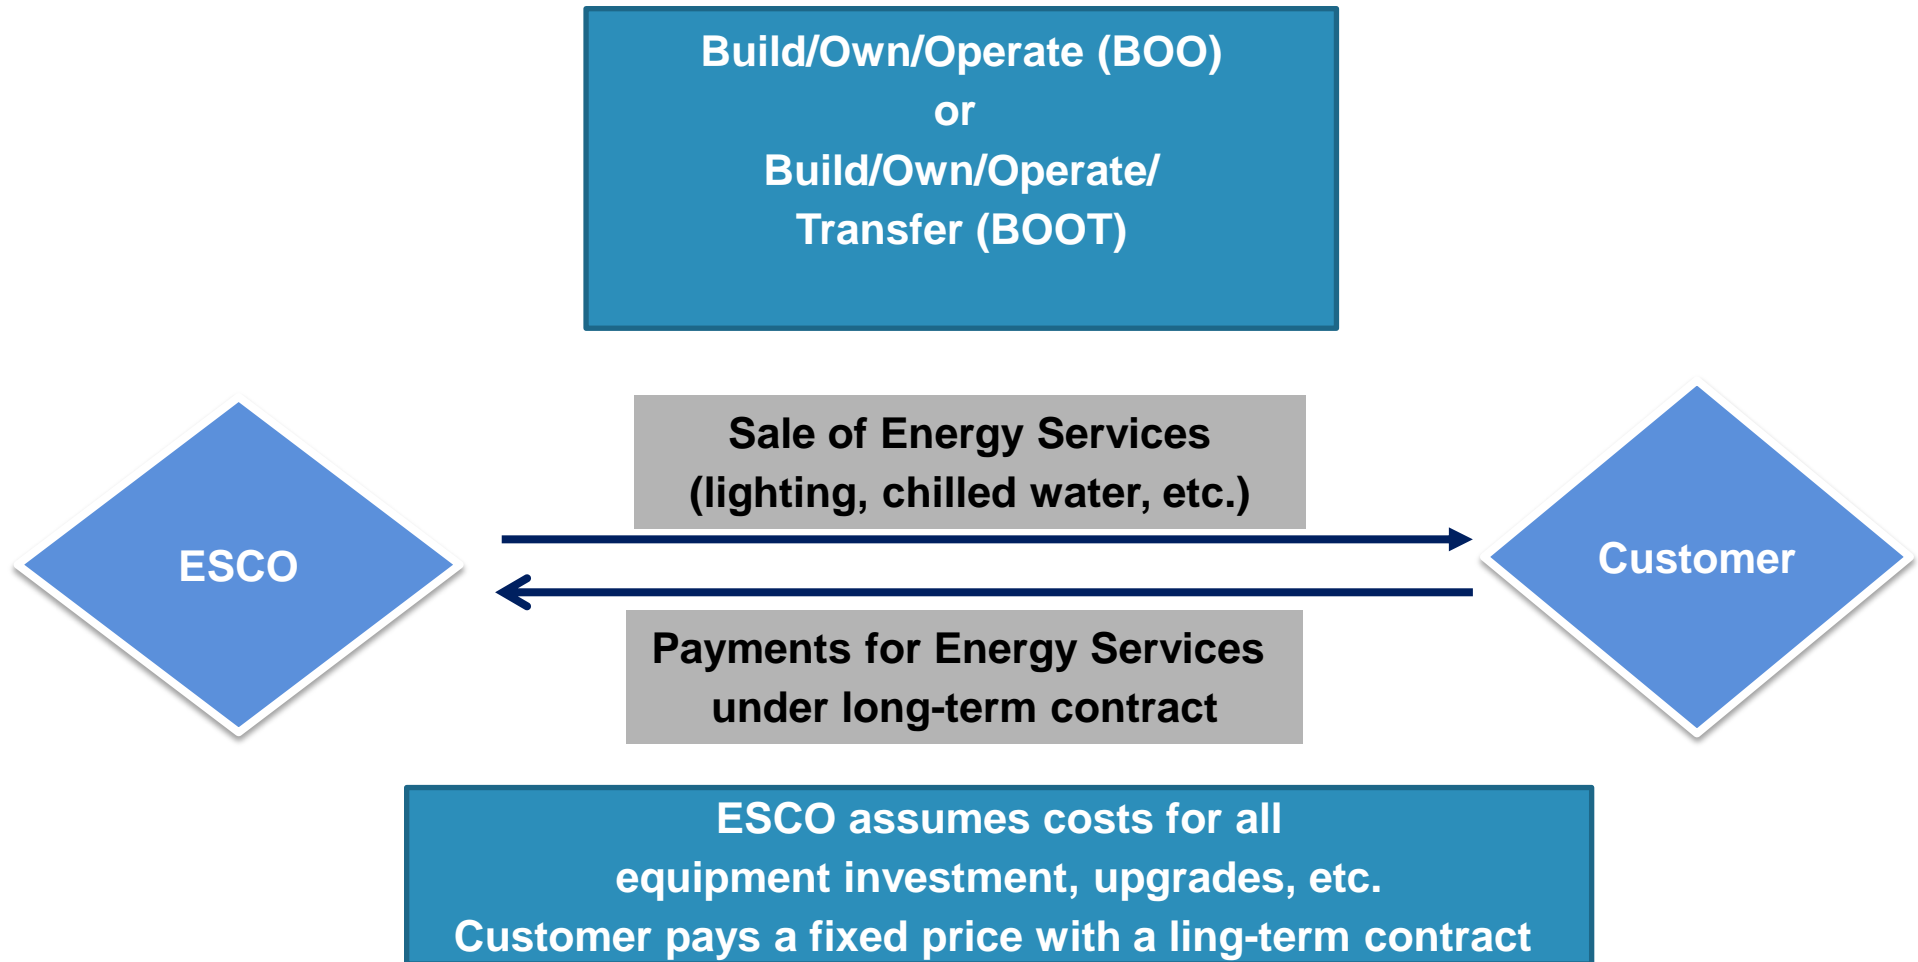 Build/Own/Operate (BOO)
or
Build/Own/Operate/
Transfer (BOOT)
Sale of Energy Services
(lighting, chilled water, etc.)
ESCO
Customer
Payments for Energy Services
under long-term contract
ESCO assumes costs for all
equipment investment, upgrades, etc.
Customer pays a fixed price with a ling-term contract